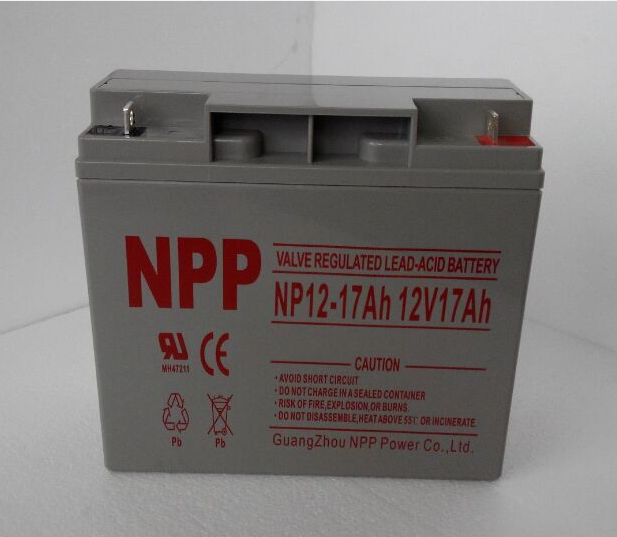 NPP
VALVE REGULATED LEAD-ACID BATTERY
NP12-17Ah 12V17Ah
MH47211
CE
CAUTION
• AVOID SHORT CIRCUIT
• DO NOT CHARGE IN A SEALED CONTAINER
• RISK OF FIRE,EXPLOSION,OR BURNS.
• DO NOT DISASSEMBLE,HEAT ABOVE 55℃ OR INCINERATE.
Pb
Pb
GuangZhou NPP Power Co.,Ltd.